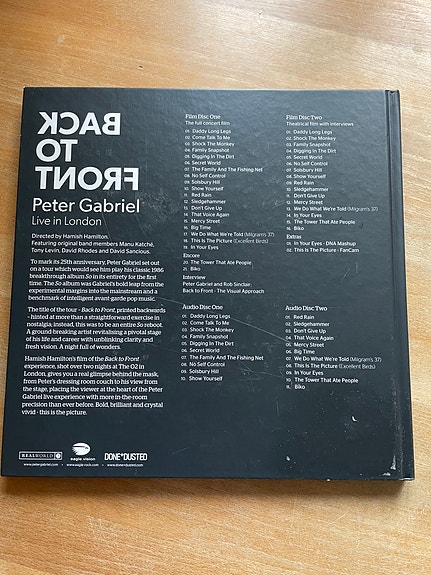 BACK
TO
FRONT
Peter Gabriel
Live in London
Directed by Hamish Hamilton.
Featuring original band members Manu Katché,
Tony Levin, David Rhodes and David Sancious.
To mark its 25th anniversary, Peter Gabriel set out
on a tour which would see him play his classic 1986
breakthrough album So in its entirety for the first
time. The So album was Gabriel's bold leap from the
experimental margins into the mainstream and a
benchmark of intelligent avant-garde pop music.
The title of the tour - Back to Front, printed backwards
- hinted at more than a straightforward exercise in
nostalgia; instead, this was to be an entire So reboot.
A ground breaking artist revitalising a pivotal stage
of his life and career with unblinking clarity and
fresh vision. A night full of wonders.
Hamish Hamilton's film of the Back to Front
experience, shot over two nights at The O2 in
London, gives you a real glimpse behind the mask,
from Peter's dressing room couch to his view from
the stage, placing the viewer at the heart of the Peter
Gabriel live experience with more in-the-room
precision than ever before. Bold, brilliant and crystal
vivid - this is the picture.
REALWORLD
eagle vision
DONE+DUSTED
www.petergabriel.com • www.eagle-rock.com • www.doneanddusted.com
Film Disc One
The full concert film
01. Daddy Long Legs
02. Come Talk To Me
03. Shock The Monkey
04. Family Snapshot
05. Digging In The Dirt
06. Secret World
07. The Family And The Fishing Net
08. No Self Control
09. Solsbury Hill
10. Show Yourself
11. Red Rain
12. Sledgehammer
13. Don't Give Up
14. That Voice Again
15. Mercy Street
16. Big Time
17. We Do What We're Told (Milgram's 37)
18. This Is The Picture (Excellent Birds)
19. In Your Eyes
Encore
20. The Tower That Ate People
21. Biko
Interview
Peter Gabriel and Rob Sinclair:
Back to Front - The Visual Approach
Audio Disc One
01. Daddy Long Legs
02. Come Talk To Me
03. Shock The Monkey
04. Family Snapshot
05. Digging In The Dirt
06. Secret World
07. The Family And The Fishing Net
08. No Self Control
09. Solsbury Hill
10. Show Yourself
Film Disc Two
Theatrical film with interviews
01. Daddy Long Legs
02. Shock The Monkey
03. Family Snapshot
04. Digging In The Dirt
05. Secret World
06. No Self Control
07. Solsbury Hill
08. Show Yourself
09. Red Rain
10. Sledgehammer
11. Don't Give Up
12. Mercy Street
13. We Do What We're Told (Milgram's 37)
14. In Your Eyes
15. The Tower That Ate People
16. Biko
Extras
01. In Your Eyes - DNA Mashup
02. This Is the Picture - FanCam
Audio Disc Two
01. Red Rain
02. Sledgehammer
03. Don't Give Up
04. That Voice Again
05. Mercy Street
06. Big Time
07. We Do What We're Told (Milgram's 37)
08. This Is the Picture (Excellent Birds)
09. In Your Eyes
10. The Tower That Ate People
11. Biko